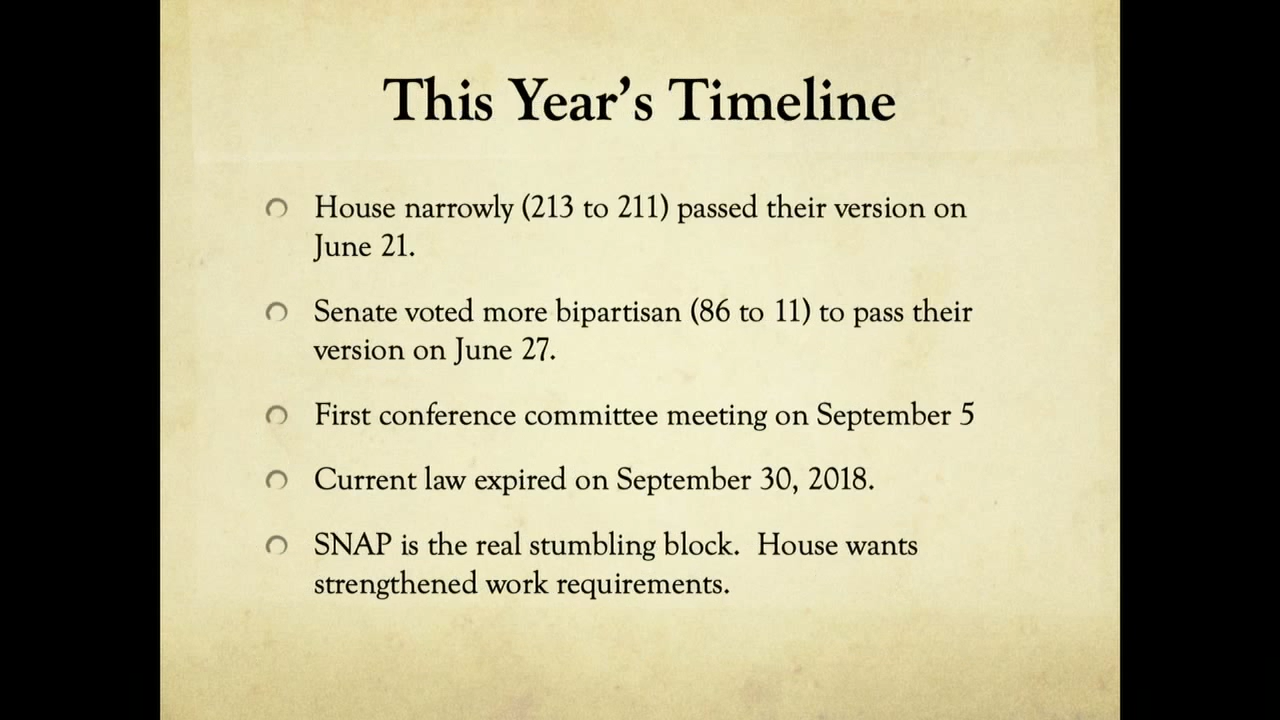 This Year’s Timeline
House narrowly (213 to 211) passed their version on
June 21.
Senate voted more bipartisan (86 to 11) to pass their
version on June 27.
First conference committee meeting on September 5
Current law expired on September 30, 2018.
SNAP is the real stumbling block.  House wants
strengthened work requirements.